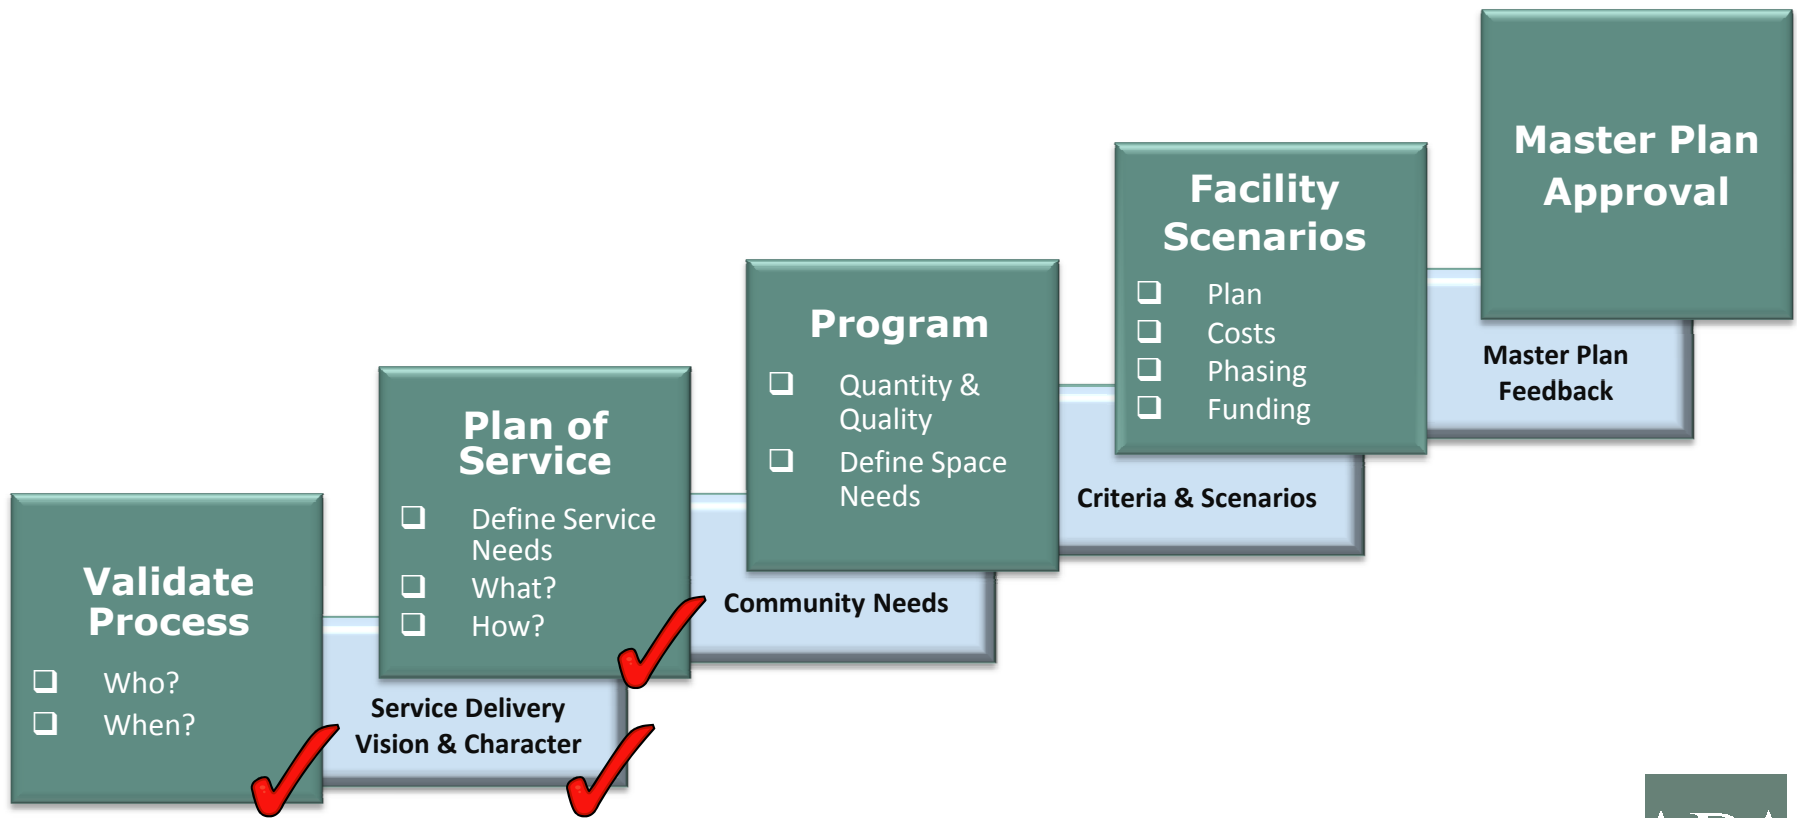 Validate
Process
❑ Who?
❑ When?
Service Delivery
Vision & Character
Plan of
Service
❑ Define Service
Needs
❑ What?
❑ How?
Community Needs
Program
❑ Quantity &
Quality
❑ Define Space
Needs
Criteria & Scenarios
Facility
Scenarios
❑ Plan
❑ Costs
❑ Phasing
❑ Funding
Master Plan
Feedback
Master Plan
Approval